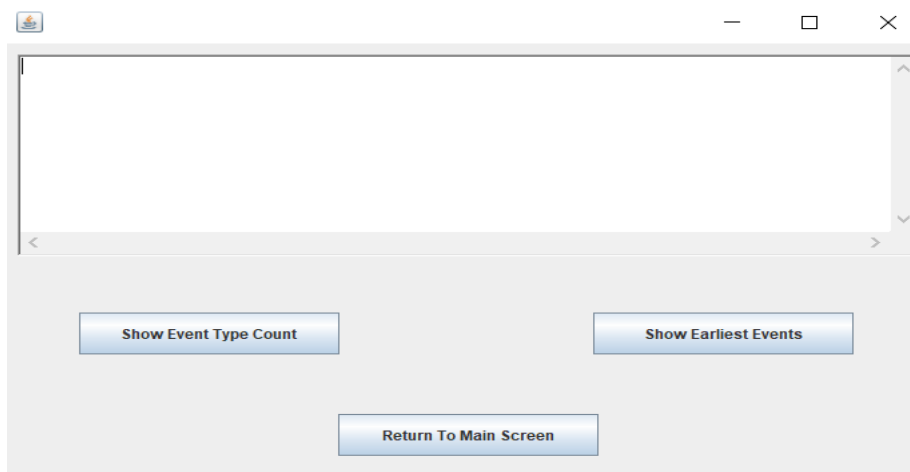 Show Event Type Count
Show Earliest Events
Return To Main Screen